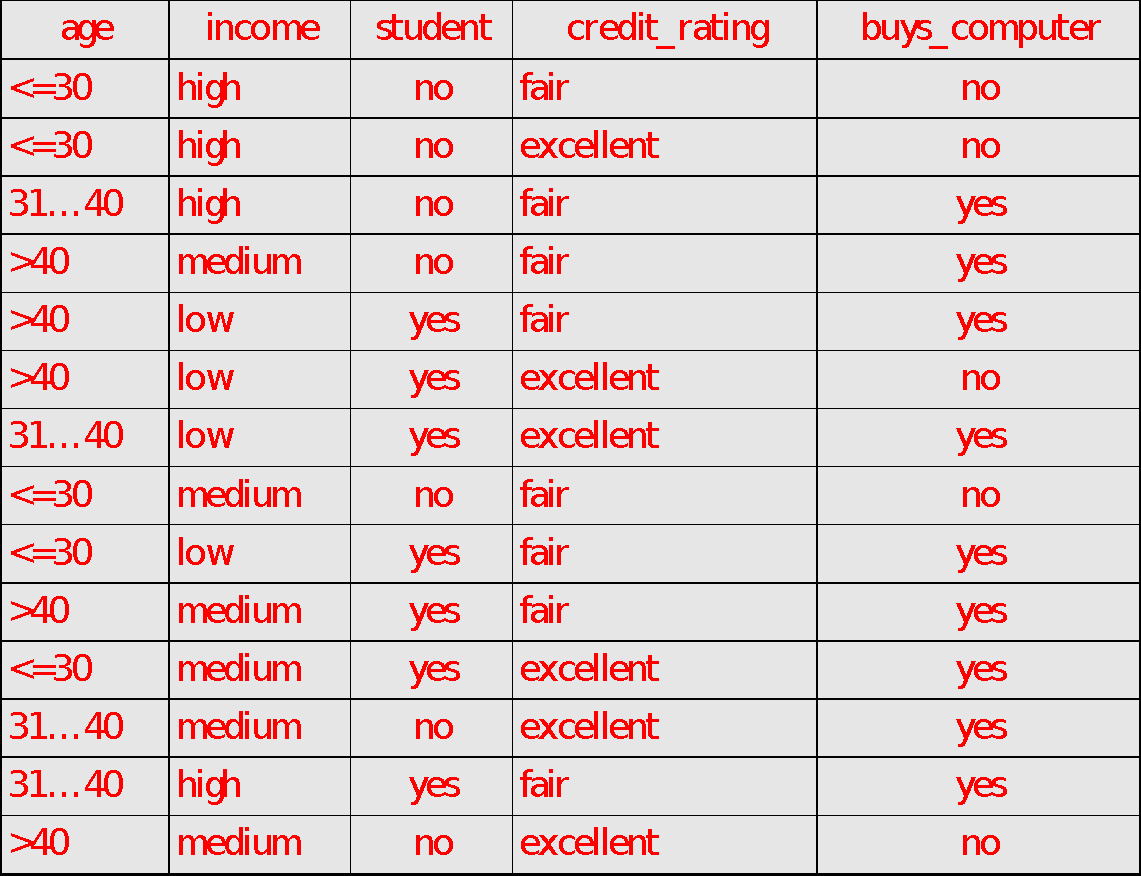 age income student credit_rating buys_computer
<=30 high no fair no
<=30 high no excellent no
31…40 high no fair yes
>40 medium no fair yes
>40 low yes fair yes
>40 low yes excellent no
31…40 low yes excellent yes
<=30 medium no fair no
<=30 low yes fair yes
>40 medium yes fair yes
<=30 medium yes excellent yes
31…40 medium no excellent yes
31…40 high yes fair yes
>40 medium no excellent no